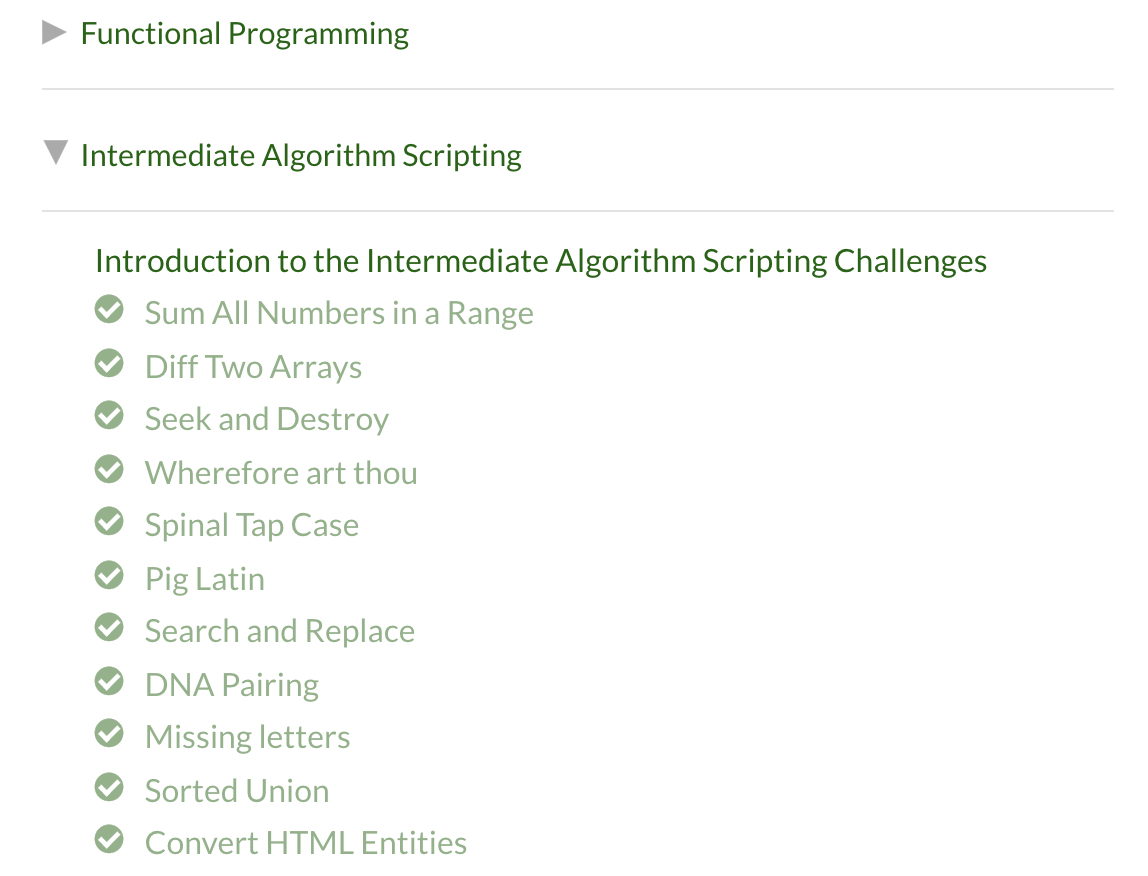 Functional Programming
Intermediate Algorithm Scripting
Introduction to the Intermediate Algorithm Scripting Challenges
Sum All Numbers in a Range
Diff Two Arrays
Seek and Destroy
Wherefore art thou
Spinal Tap Case
Pig Latin
Search and Replace
DNA Pairing
Missing letters
Sorted Union
Convert HTML Entities